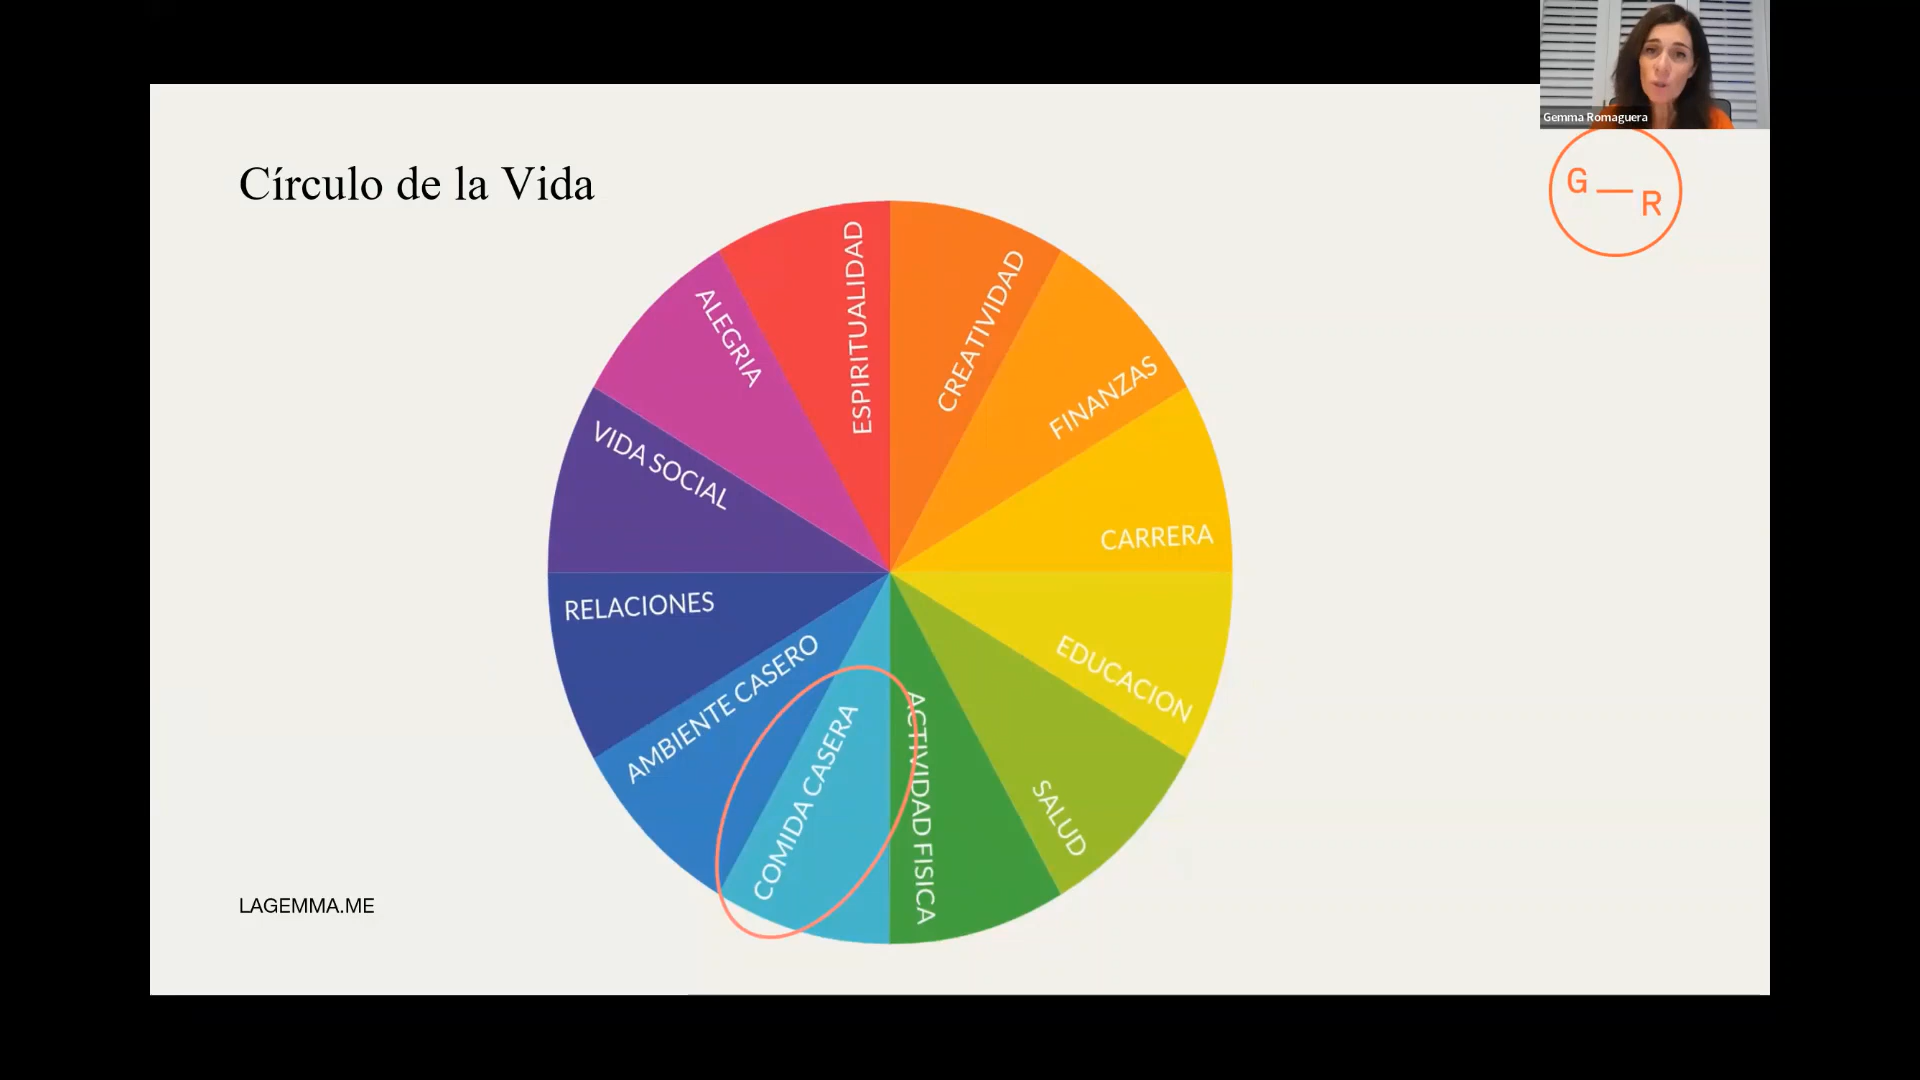 Gemma Romaguera
G — R
Círculo de la Vida
ESPIRITUALIDAD
CREATIVIDAD
FINANZAS
CARRERA
EDUCACION
SALUD
ACTIVIDAD FISICA
COMIDA CASERA
AMBIENTE CASERO
RELACIONES
VIDA SOCIAL
ALEGRIA
LAGEMMA.ME